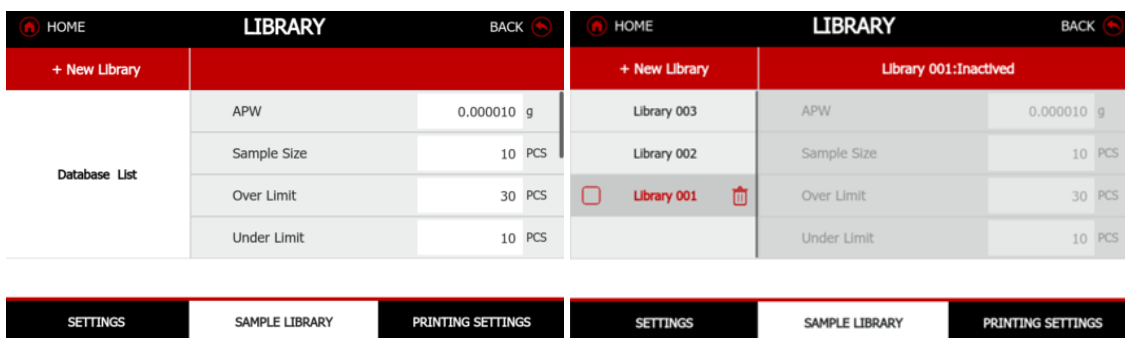 HOME LIBRARY BACK
+ New Library
APW 0.000010 g
Sample Size 10 PCS
Database List
Over Limit 30 PCS
Under Limit 10 PCS
SETTINGS SAMPLE LIBRARY PRINTING SETTINGS
HOME LIBRARY BACK
+ New Library Library 001:Inactived
Library 003 APW 0.000010 g
Library 002 Sample Size 10 PCS
Library 001 Over Limit 30 PCS
Under Limit 10 PCS
SETTINGS SAMPLE LIBRARY PRINTING SETTINGS